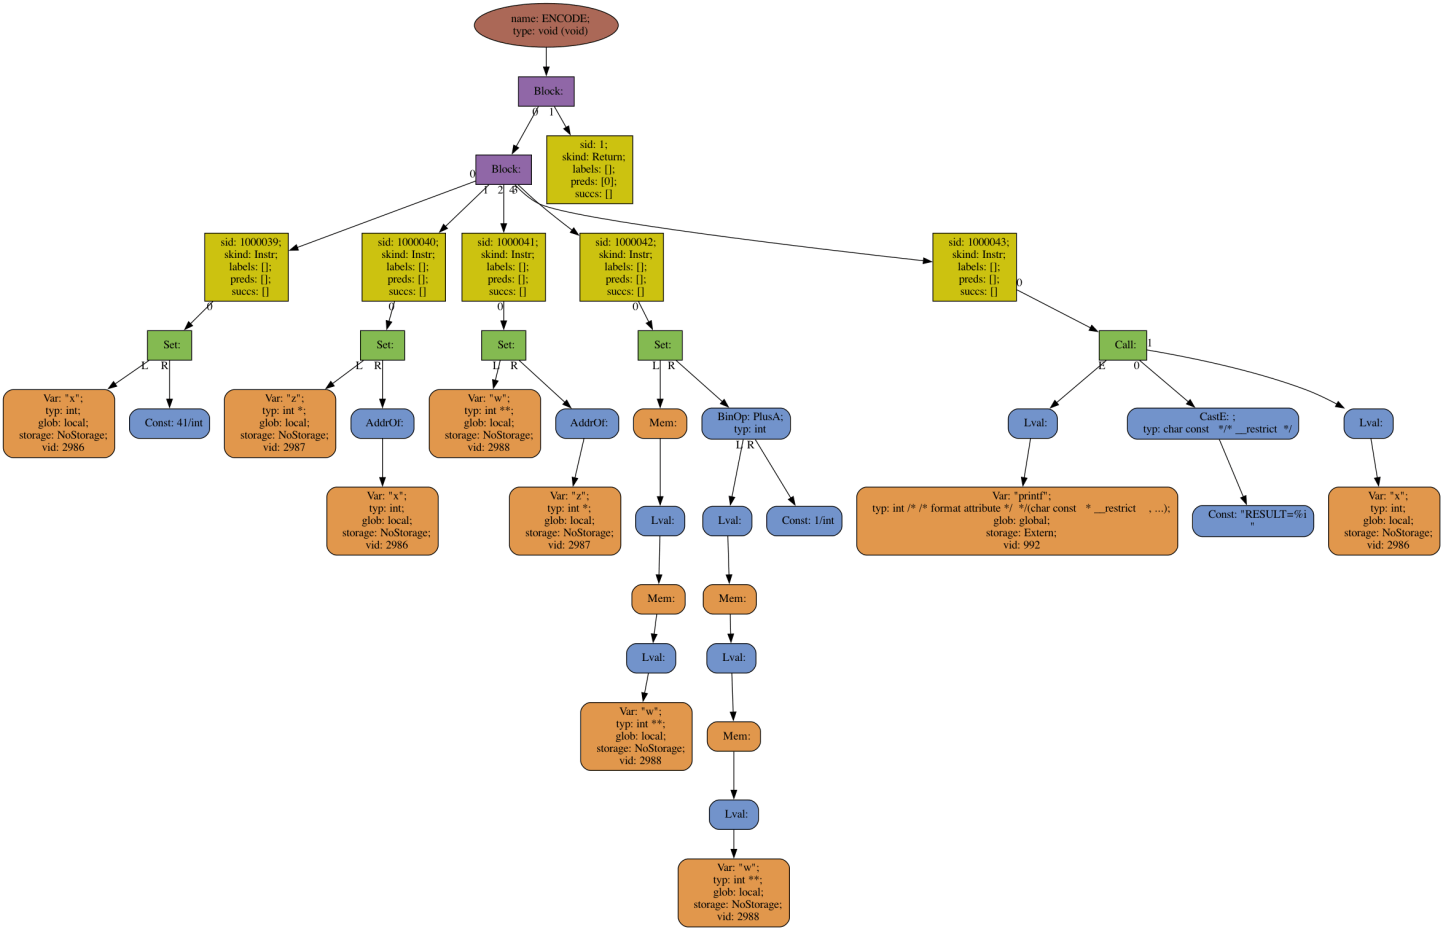 name: ENCODE;
type: void (void)
Block:
0
1
sid: 1;
skind: Return;
labels: [];
preds: [0];
succs: []
Block:
0
1
2
4
3
sid: 1000039;
skind: Instr;
labels: [];
preds: [];
succs: []
sid: 1000040;
skind: Instr;
labels: [];
preds: [];
succs: []
sid: 1000041;
skind: Instr;
labels: [];
preds: [];
succs: []
sid: 1000042;
skind: Instr;
labels: [];
preds: [];
succs: []
sid: 1000043;
skind: Instr;
labels: [];
preds: [];
succs: []
0
0
0
0
0
Set:
L
R
Set:
L
R
Set:
L
R
Set:
L
R
Call:
E
0
1
Var: "x";
typ: int;
glob: local;
storage: NoStorage;
vid: 2986
Const: 41/int
Var: "z";
typ: int *;
glob: local;
storage: NoStorage;
vid: 2987
AddrOf:
Var: "w";
typ: int **;
glob: local;
storage: NoStorage;
vid: 2988
AddrOf:
Mem:
BinOp: PlusA;
typ: int
L
R
Lval:
CastE: ;
typ: char const   */* __restrict  */
Lval:
Var: "x";
typ: int;
glob: local;
storage: NoStorage;
vid: 2986
Var: "z";
typ: int *;
glob: local;
storage: NoStorage;
vid: 2987
Lval:
Lval:
Const: 1/int
Var: "printf";
typ: int /* /* format attribute */  */(char const   * __restrict    , ...);
glob: global;
storage: Extern;
vid: 992
Const: "RESULT=%i
"
Var: "x";
typ: int;
glob: local;
storage: NoStorage;
vid: 2986
Mem:
Mem:
Lval:
Lval:
Var: "w";
typ: int **;
glob: local;
storage: NoStorage;
vid: 2988
Mem:
Lval:
Var: "w";
typ: int **;
glob: local;
storage: NoStorage;
vid: 2988